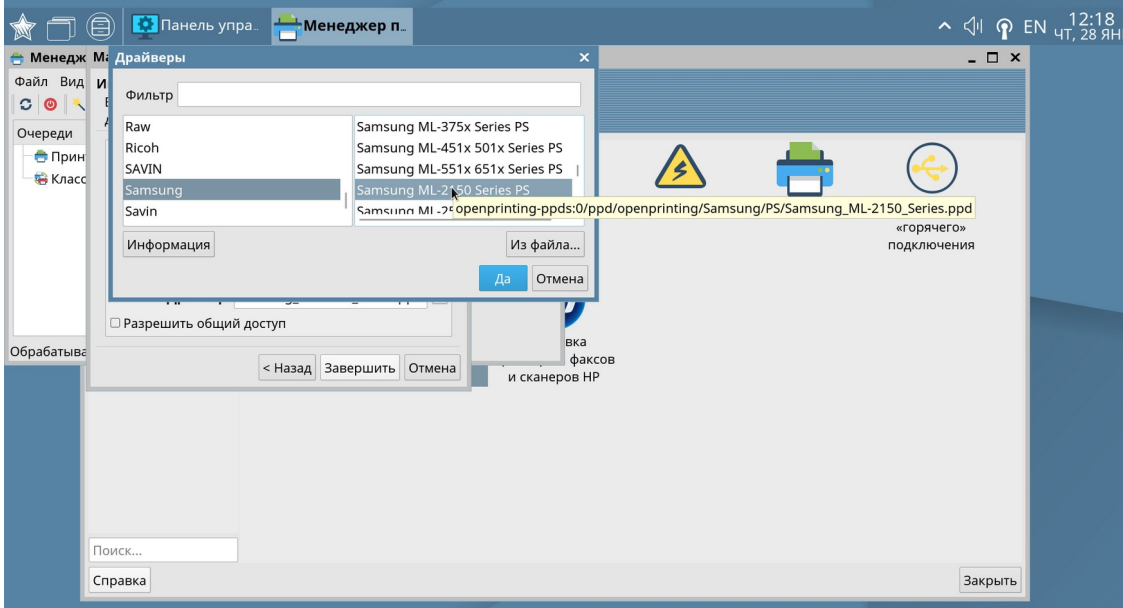 Панель упра..
Менеджер п..
EN
12:18
ЧТ, 28 ЯН
Менедж
Ма
Драйверы
Файл Вид
Фильтр
Очереди
Прин
Класс
Raw
Ricoh
SAVIN
Samsung
Savin
Samsung ML-375x Series PS
Samsung ML-451x 501x Series PS
Samsung ML-551x 651x Series PS
Samsung ML-2150 Series PS
Samsung ML-25
openprinting-ppds:0/ppd/openprinting/Samsung/PS/Samsung_ML-2150_Series.ppd
«горячего»
подключения
Информация
Из файла...
Да
Отмена
Разрешить общий доступ
Обрабатыва
< Назад
Завершить
Отмена
вка
факсов
и сканеров HP
Поиск...
Справка
Закрыть